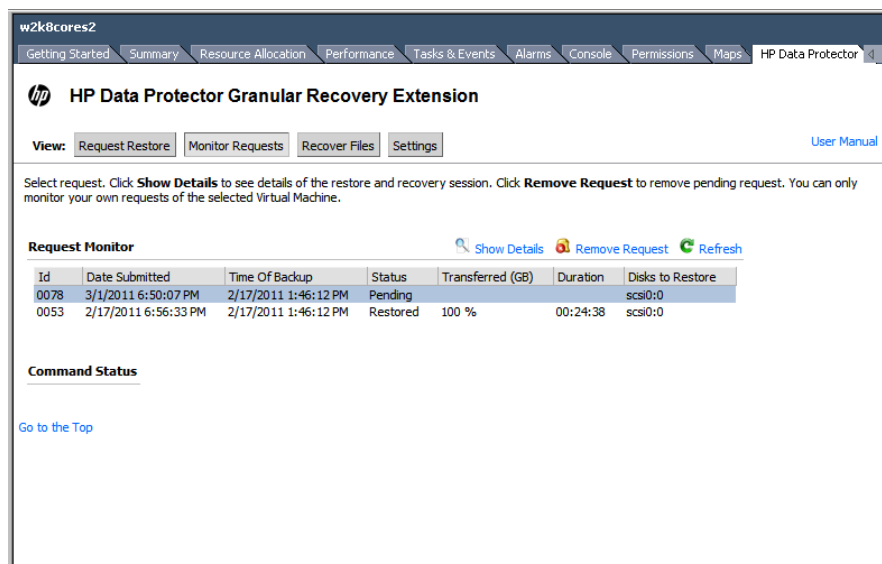 w2k8cores2
Getting Started Summary Resource Allocation Performance Tasks & Events Alarms Console Permissions Maps HP Data Protector
hp HP Data Protector Granular Recovery Extension
View: Request Restore Monitor Requests Recover Files Settings User Manual
Select request. Click Show Details to see details of the restore and recovery session. Click Remove Request to remove pending request. You can only
monitor your own requests of the selected Virtual Machine.
Request Monitor Show Details Remove Request Refresh
Id Date Submitted Time Of Backup Status Transferred (GB) Duration Disks to Restore
0078 3/1/2011 6:50:07 PM 2/17/2011 1:46:12 PM Pending scsi0:0
0053 2/17/2011 6:56:33 PM 2/17/2011 1:46:12 PM Restored 100 % 00:24:38 scsi0:0
Command Status
Go to the Top